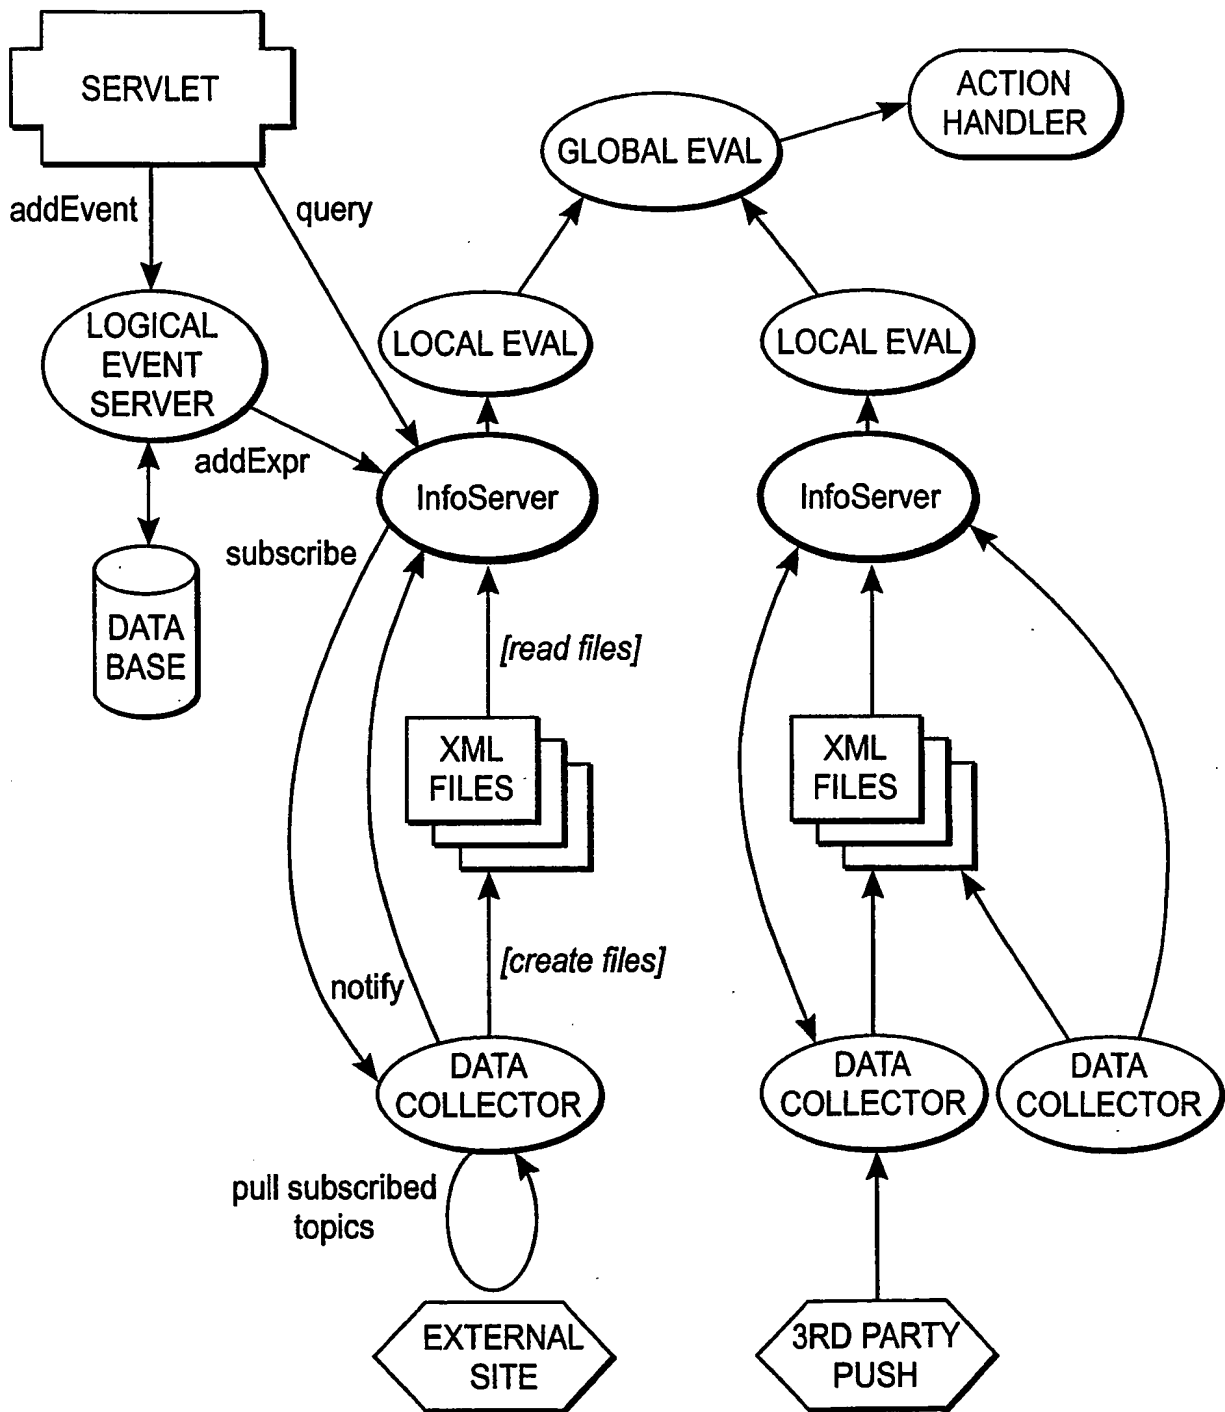 SERVLET
ACTION
HANDLER
GLOBAL EVAL
addEvent
query
LOGICAL
EVENT
SERVER
LOCAL EVAL
LOCAL EVAL
addExpr
InfoServer
InfoServer
subscribe
DATA
BASE
[read files]
XML
FILES
XML
FILES
[create files]
notify
DATA
COLLECTOR
DATA
COLLECTOR
DATA
COLLECTOR
pull subscribed
topics
EXTERNAL
SITE
3RD PARTY
PUSH